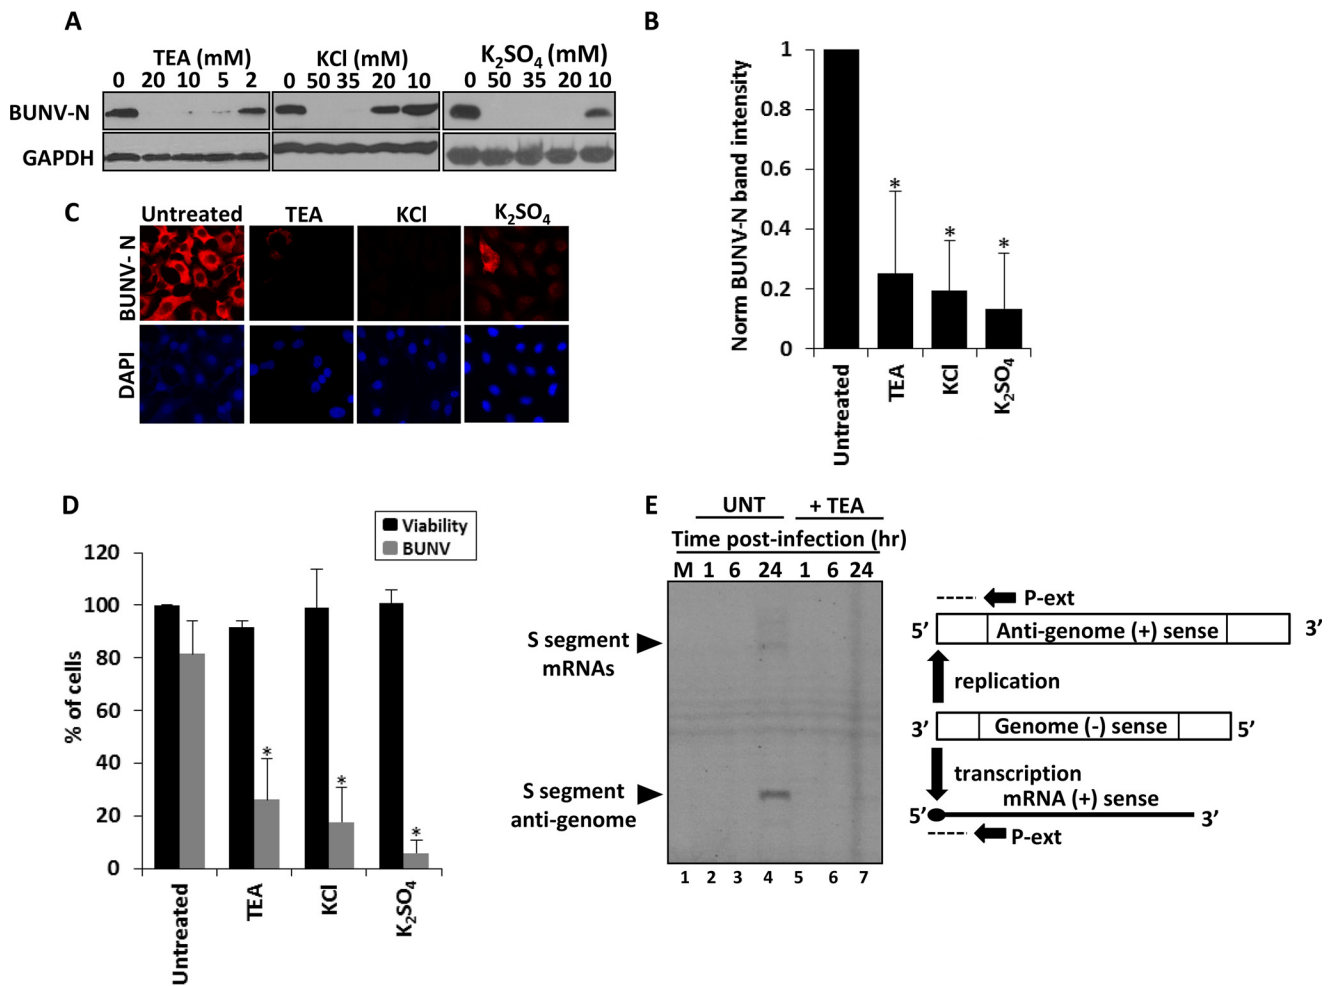 A
TEA (mM)
KCl (mM)
K2SO4 (mM)
0 20 10 5 2
0 50 35 20 10
0 50 35 20 10
BUNV-N
GAPDH
B
Norm BUNV-N band intensity
1
0.8
0.6
0.4
0.2
0
*
*
*
Untreated
TEA
KCl
K2SO4
C
Untreated
TEA
KCl
K2SO4
BUNV- N
DAPI
D
Viability
BUNV
% of cells
120
100
80
60
40
20
0
*
*
*
Untreated
TEA
KCl
K2SO4
E
UNT
+ TEA
Time post-infection (hr)
M 1 6 24 1 6 24
S segment
mRNAs
S segment
anti-genome
1 2 3 4 5 6 7
P-ext
5’ Anti-genome (+) sense 3’
replication
3’ Genome (-) sense 5’
transcription
mRNA (+) sense
5’ 3’
P-ext